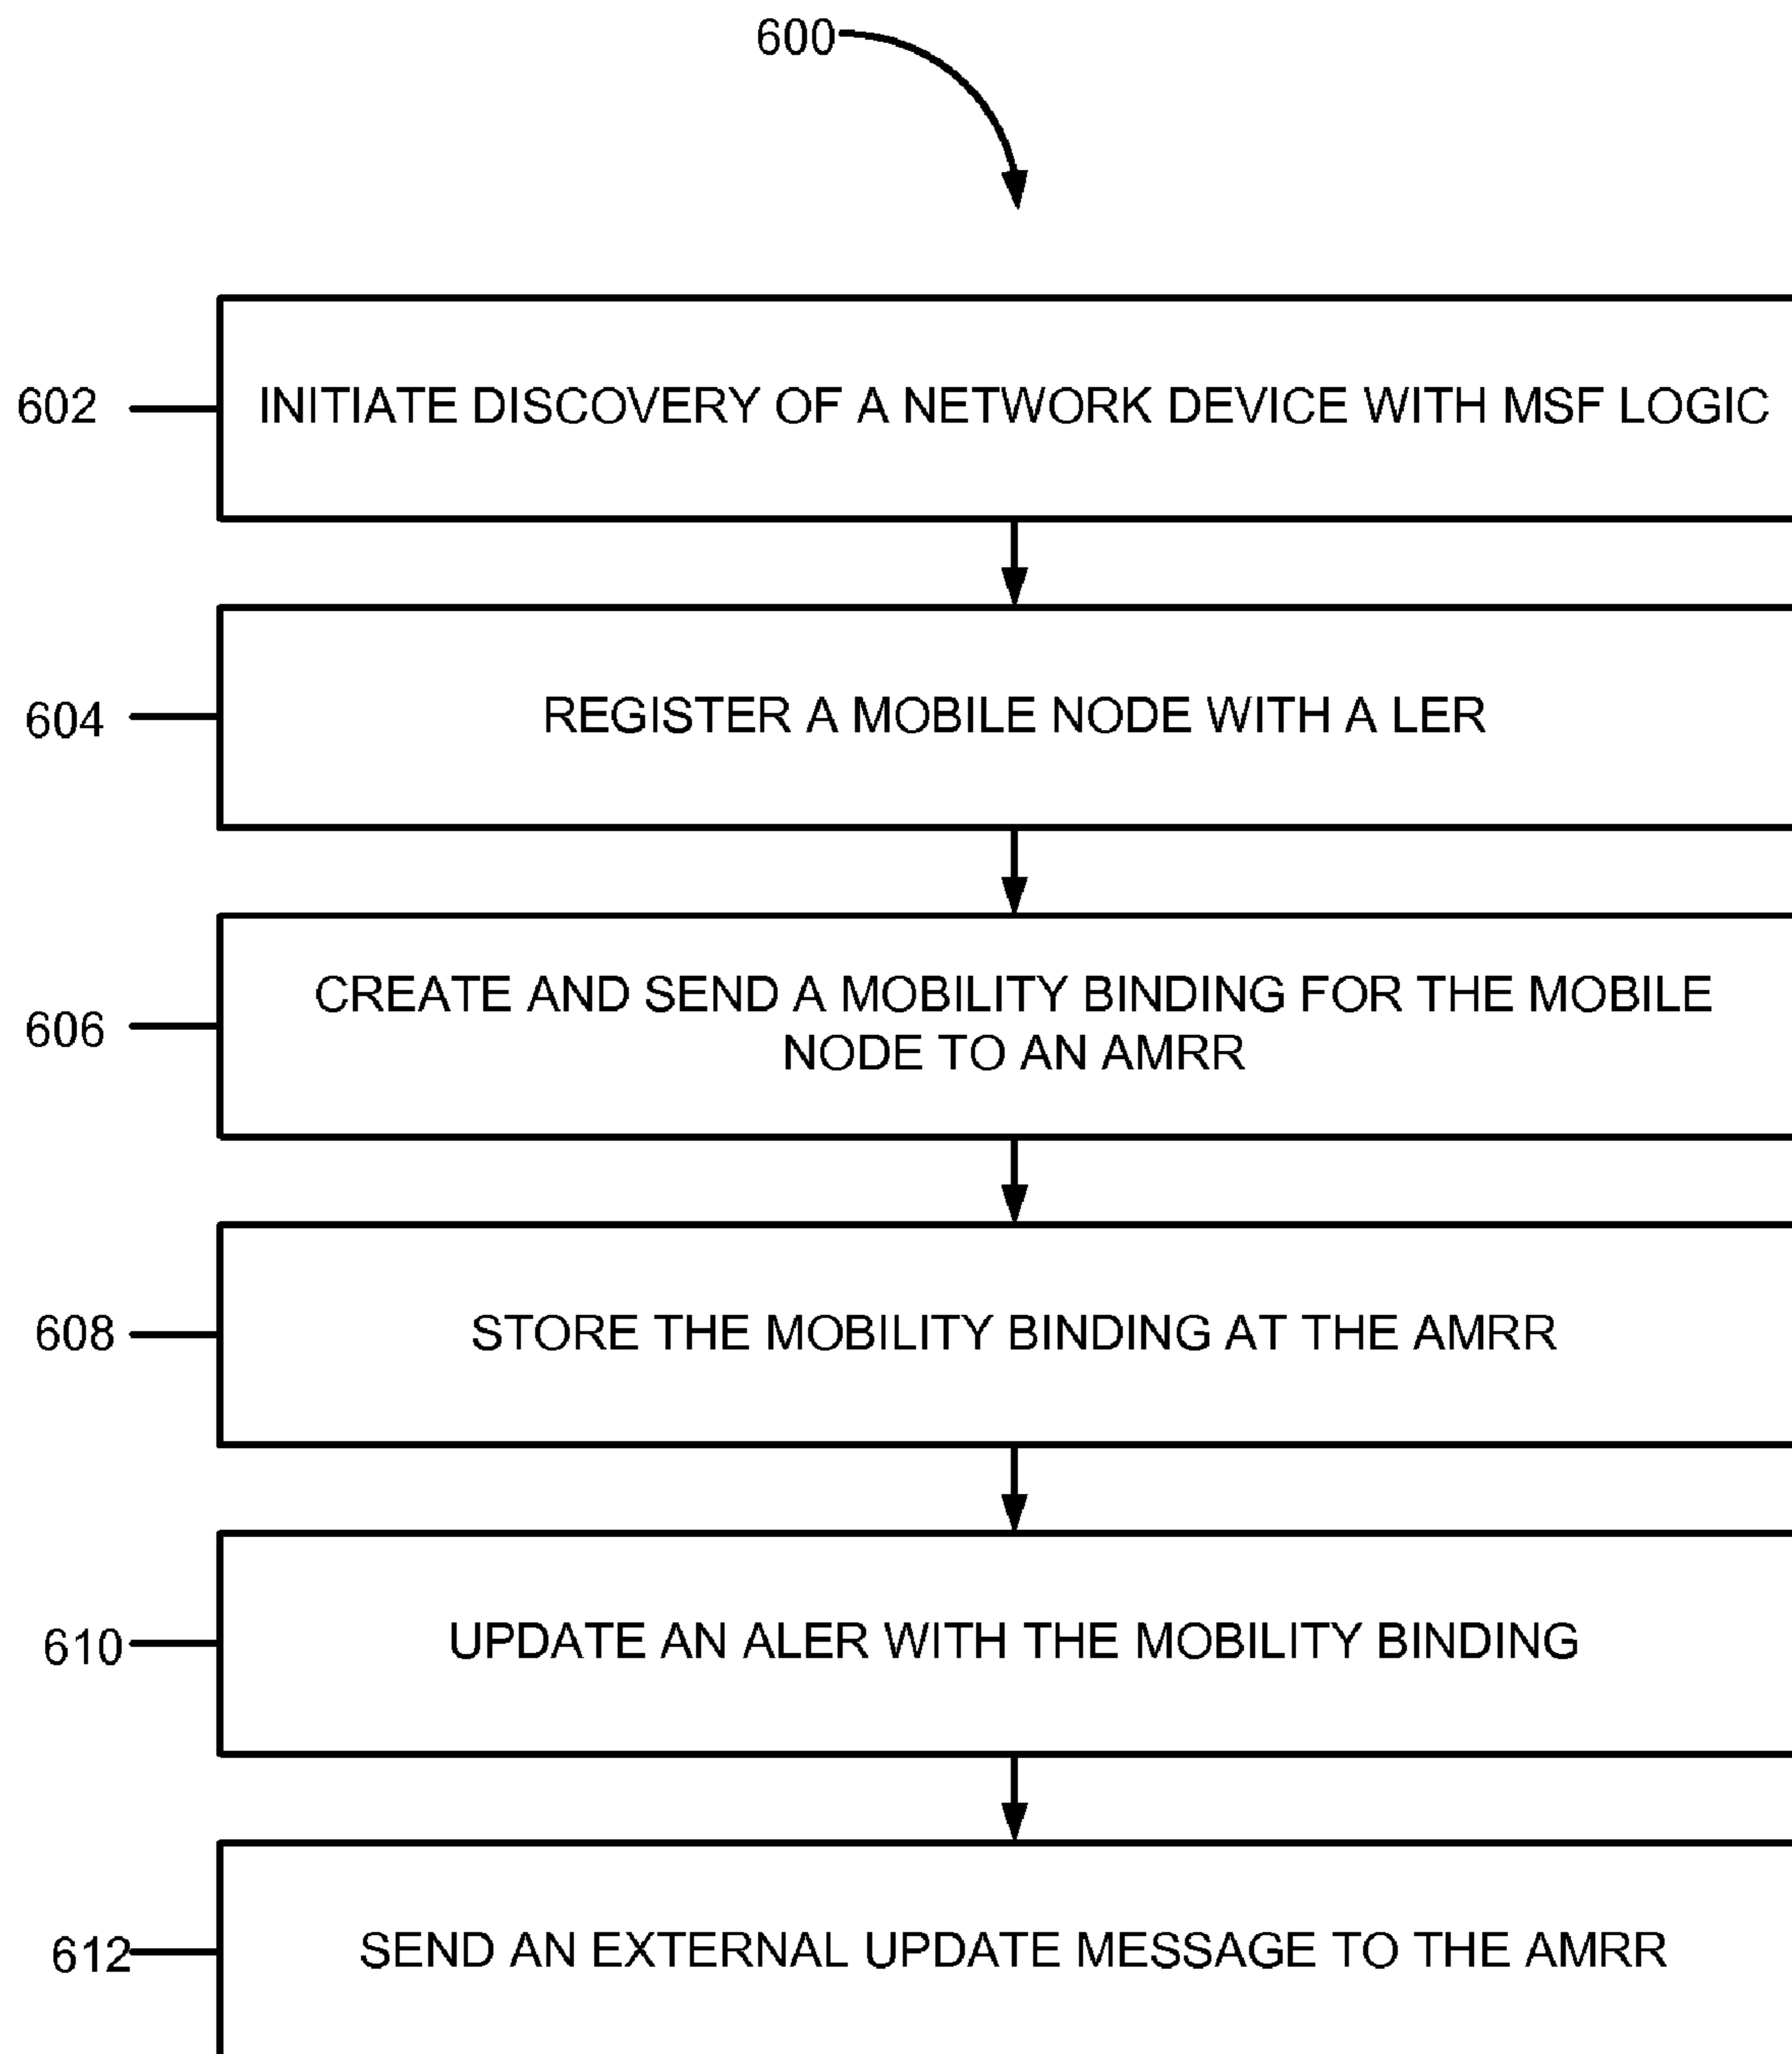 600
602
INITIATE DISCOVERY OF A NETWORK DEVICE WITH MSF LOGIC
604
REGISTER A MOBILE NODE WITH A LER
606
CREATE AND SEND A MOBILITY BINDING FOR THE MOBILE
NODE TO AN AMRR
608
STORE THE MOBILITY BINDING AT THE AMRR
610
UPDATE AN ALER WITH THE MOBILITY BINDING
612
SEND AN EXTERNAL UPDATE MESSAGE TO THE AMRR